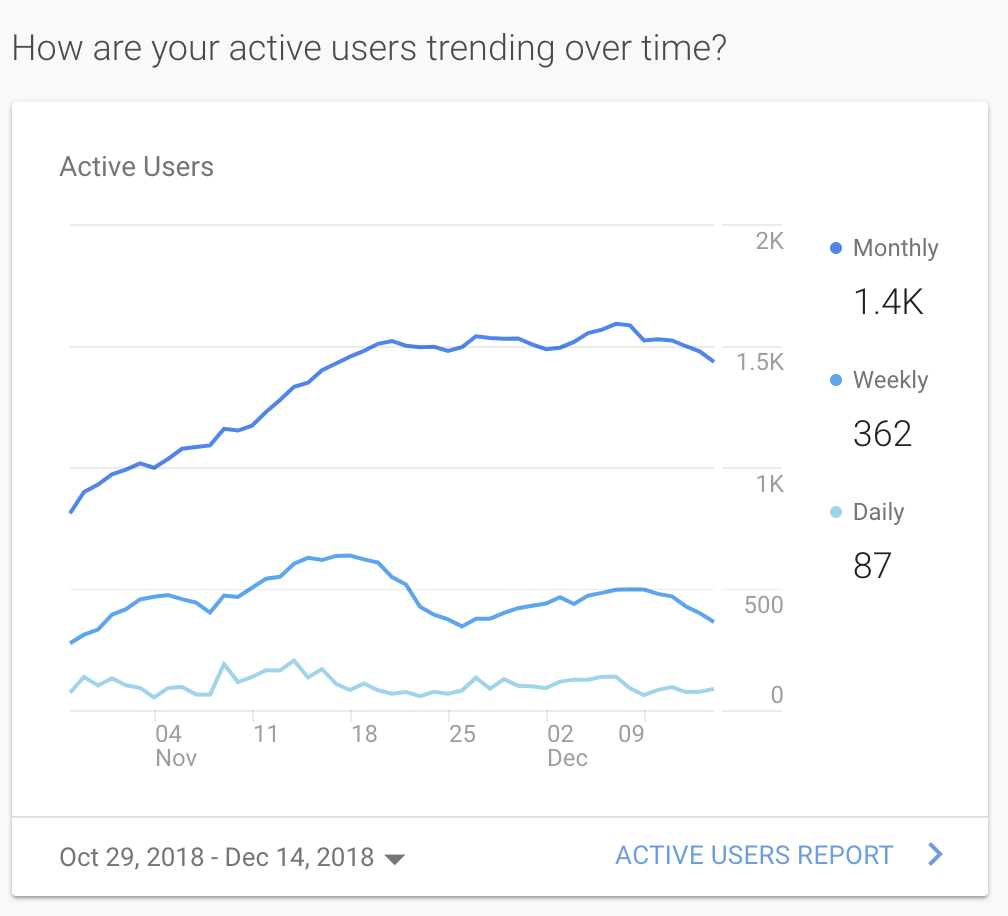 How are your active users trending over time?
Active Users
2K
1.5K
1K
500
0
04
Nov
11
18
25
02
Dec
09
Monthly
1.4K
Weekly
362
Daily
87
Oct 29, 2018 - Dec 14, 2018
ACTIVE USERS REPORT